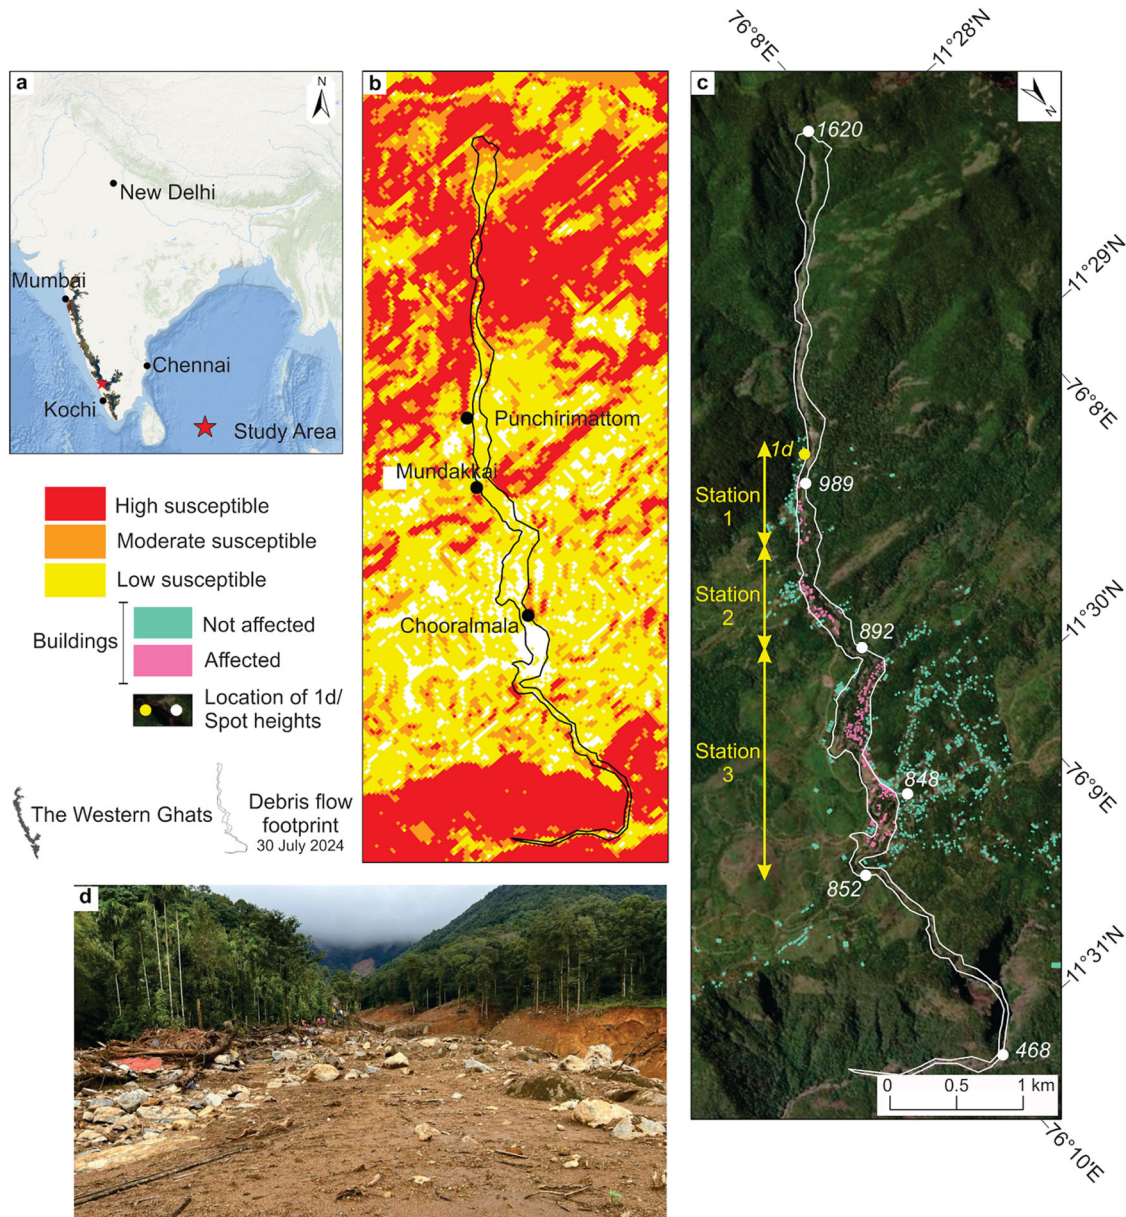 a
N
New Delhi
Mumbai
Chennai
Kochi
Study Area
High susceptible
Moderate susceptible
Low susceptible
Buildings
Not affected
Affected
Location of 1d/
Spot heights
The Western Ghats
Debris flow
footprint
30 July 2024
b
Punchirimattom
Mundakkai
Chooralmala
c
N
76°8'E
11°28'N
11°29'N
76°8'E
11°30'N
76°9'E
11°31'N
76°10'E
1620
1d
989
Station
1
Station
2
892
Station
3
848
852
468
0 0.5 1 km
d